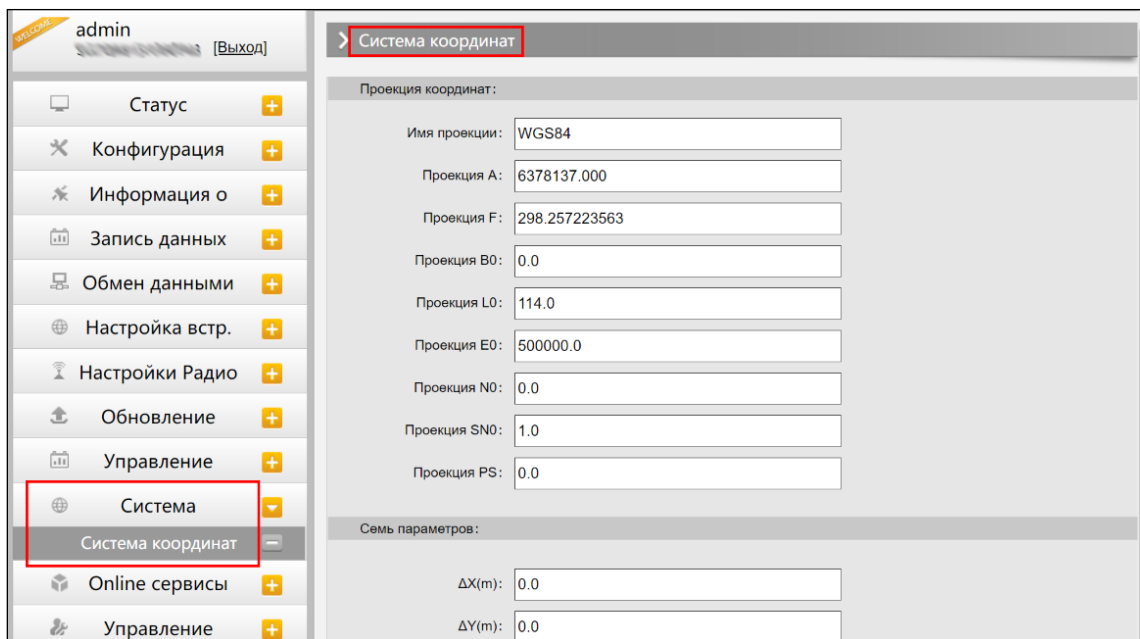 WELCOME
admin
[Выход]
Статус
Конфигурация
Информация о
Запись данных
Обмен данными
Настройка встр.
Настройки Радио
Обновление
Управление
Система
Система координат
Online сервисы
Управление
Система координат
Проекция координат:
Имя проекции: WGS84
Проекция A: 6378137.000
Проекция F: 298.257223563
Проекция B0: 0.0
Проекция L0: 114.0
Проекция E0: 500000.0
Проекция N0: 0.0
Проекция SN0: 1.0
Проекция PS: 0.0
Семь параметров:
ΔX(m): 0.0
ΔY(m): 0.0